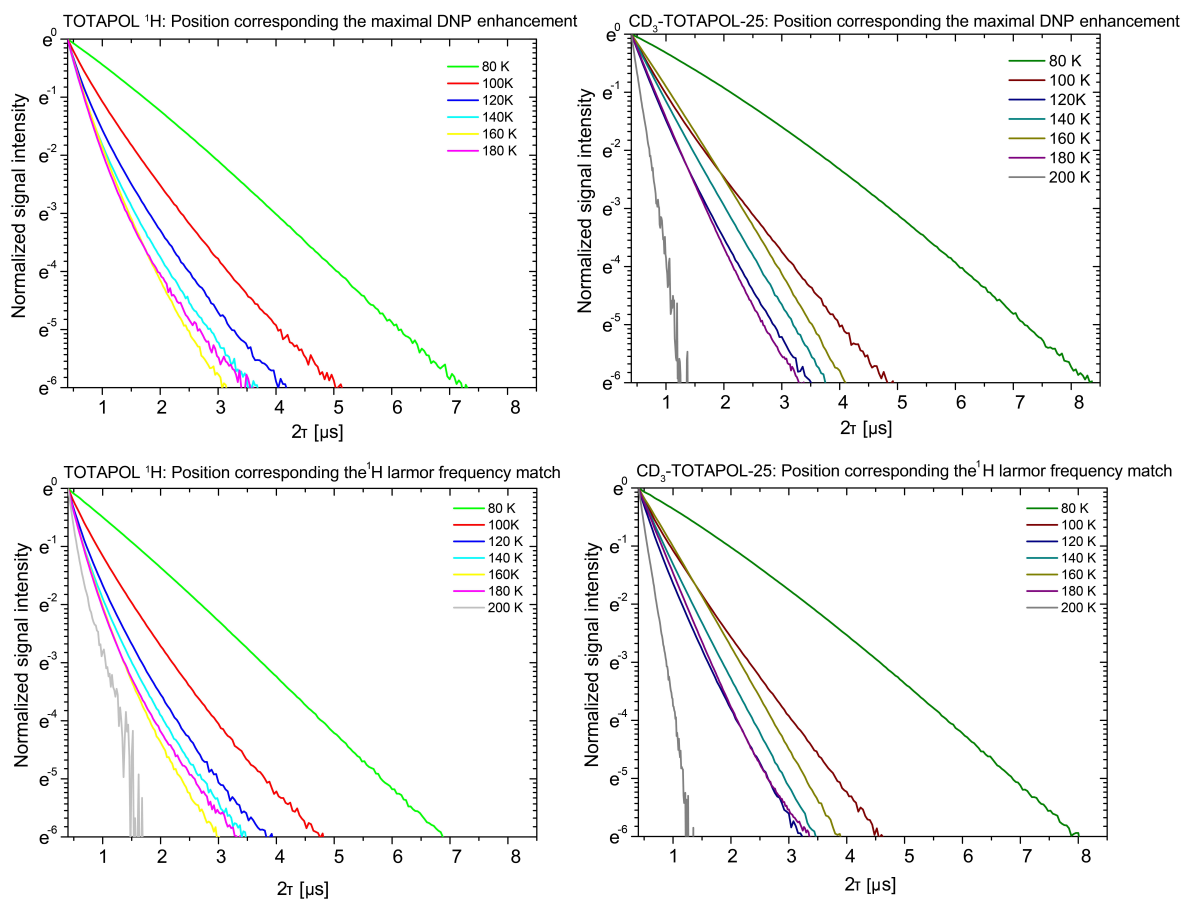 TOTAPOL ¹H: Position corresponding the maximal DNP enhancement
e⁰
e⁻¹
e⁻²
e⁻³
e⁻⁴
e⁻⁵
e⁻⁶
Normalized signal intensity
80 K
100K
120K
140K
160 K
180 K
1 2 3 4 5 6 7 8
2τ [µs]
CD₃-TOTAPOL-25: Position corresponding the maximal DNP enhancement
e⁰
e⁻¹
e⁻²
e⁻³
e⁻⁴
e⁻⁵
e⁻⁶
Normalized signal intensity
80 K
100 K
120K
140 K
160 K
180 K
200 K
1 2 3 4 5 6 7 8
2τ [µs]
TOTAPOL ¹H: Position corresponding the¹H larmor frequency match
e⁰
e⁻¹
e⁻²
e⁻³
e⁻⁴
e⁻⁵
e⁻⁶
Normalized signal intensity
80 K
100K
120 K
140 K
160K
180 K
200 K
1 2 3 4 5 6 7 8
2τ [µs]
CD₃-TOTAPOL-25: Position corresponding the¹H larmor frequency match
e⁰
e⁻¹
e⁻²
e⁻³
e⁻⁴
e⁻⁵
e⁻⁶
Normalized signal intensity
80 K
100 K
120 K
140 K
160 K
180 K
200 K
1 2 3 4 5 6 7 8
2τ [µs]